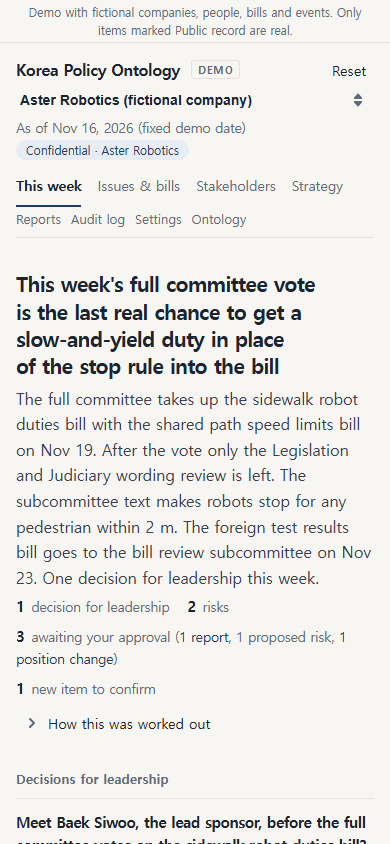 Demo with fictional companies, people, bills and events. Only
items marked Public record are real.
Korea Policy Ontology DEMO Reset
Aster Robotics (fictional company)
As of Nov 16, 2026 (fixed demo date)
Confidential · Aster Robotics
This week Issues & bills Stakeholders Strategy
Reports Audit log Settings Ontology
This week's full committee vote
is the last real chance to get a
slow-and-yield duty in place
of the stop rule into the bill
The full committee takes up the sidewalk robot
duties bill with the shared path speed limits bill
on Nov 19. After the vote only the Legislation
and Judiciary wording review is left. The
subcommittee text makes robots stop for any
pedestrian within 2 m. The foreign test results
bill goes to the bill review subcommittee on Nov
23. One decision for leadership this week.
1 decision for leadership 2 risks
3 awaiting your approval (1 report, 1 proposed risk, 1
position change)
1 new item to confirm
How this was worked out
Decisions for leadership
Meet Baek Siwoo, the lead sponsor, before the full
committee votes on the sidewalk robot duties bill?